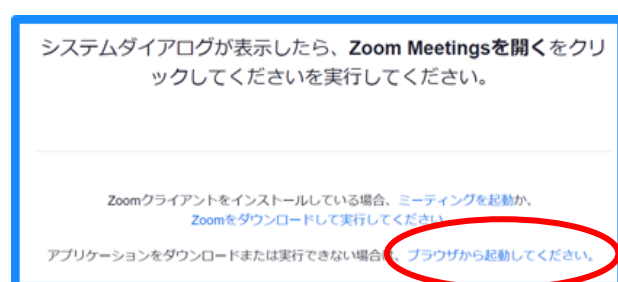 システムダイアログが表示したら、Zoom Meetingsを開くをクリ
ックしてくださいを実行してください。
Zoomクライアントをインストールしている場合、ミーティングを起動か、
Zoomをダウンロードして実行してください
アプリケーションをダウンロードまたは実行できない場合は、ブラウザから起動してください。